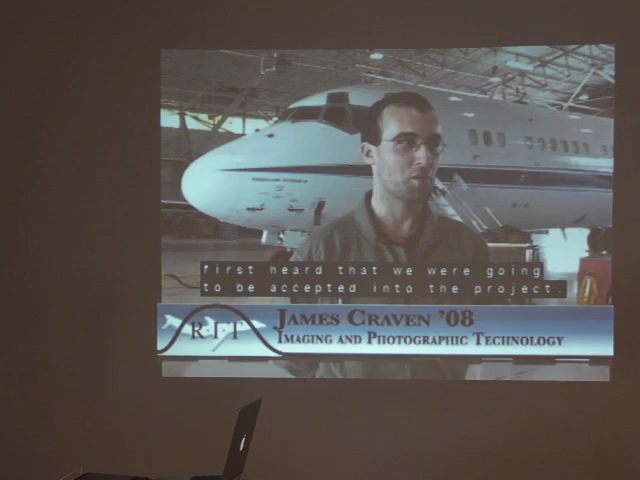 first heard that we were going
to be accepted into the project.
R·I·T
JAMES CRAVEN '08
IMAGING AND PHOTOGRAPHIC TECHNOLOGY